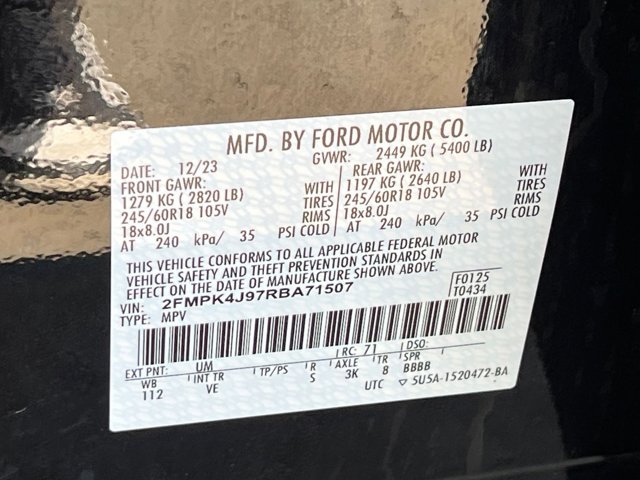 MFD. BY FORD MOTOR CO.
DATE: 12/23 GVWR: 2449 KG ( 5400 LB)
FRONT GAWR: WITH REAR GAWR: WITH
1279 KG ( 2820 LB) TIRES 1197 KG ( 2640 LB) TIRES
245/60R18 105V RIMS 245/60R18 105V RIMS
18x8.0J 18x8.0J
AT 240 kPa/ 35 PSI COLD AT 240 kPa/ 35 PSI COLD
THIS VEHICLE CONFORMS TO ALL APPLICABLE FEDERAL MOTOR
VEHICLE SAFETY AND THEFT PREVENTION STANDARDS IN
EFFECT ON THE DATE OF MANUFACTURE SHOWN ABOVE.
VIN: 2FMPK4J97RBA71507 F0125
TYPE: MPV T0434
EXT PNT: UM RC: 71 DSO:
WB INT TR TP/PS R AXLE TR SPR
112 VE S 3K 8 BBBB
UTC ▽ 5U5A-1520472-BA